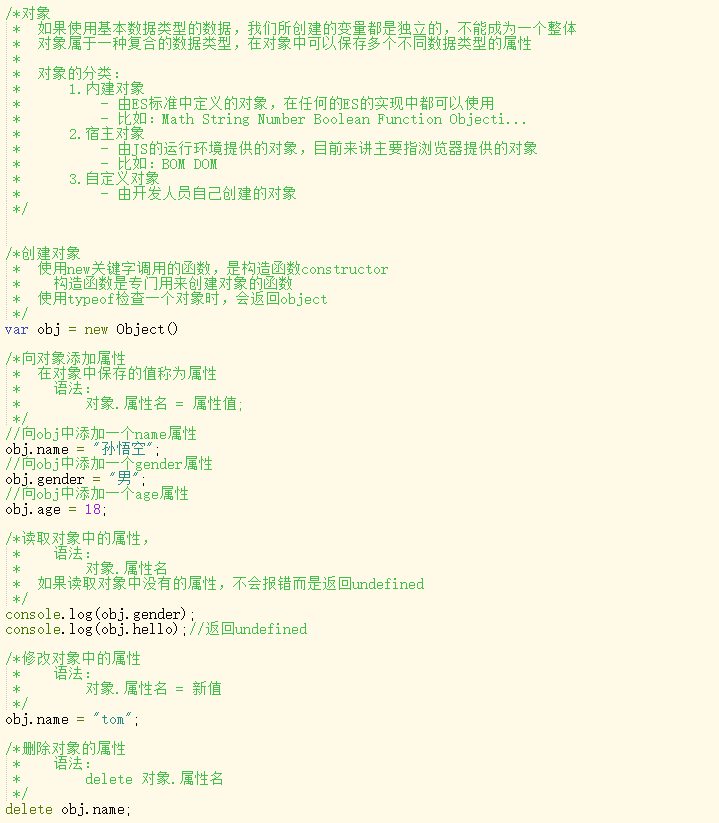 /*对象
 *  如果使用基本数据类型的数据，我们所创建的变量都是独立的，不能成为一个整体
 *  对象属于一种复合的数据类型，在对象中可以保存多个不同数据类型的属性
 *
 *  对象的分类：
 *      1.内建对象
 *          - 由ES标准中定义的对象，在任何的ES的实现中都可以使用
 *          - 比如：Math String Number Boolean Function Objecti...
 *      2.宿主对象
 *          - 由JS的运行环境提供的对象，目前来讲主要指浏览器提供的对象
 *          - 比如：BOM DOM
 *      3.自定义对象
 *          - 由开发人员自己创建的对象
 */
/*创建对象
 *  使用new关键字调用的函数，是构造函数constructor
 *    构造函数是专门用来创建对象的函数
 *  使用typeof检查一个对象时，会返回object
 */
var obj = new Object()
/*向对象添加属性
 *  在对象中保存的值称为属性
 *    语法：
 *        对象.属性名 = 属性值;
 */
//向obj中添加一个name属性
obj.name = "孙悟空";
//向obj中添加一个gender属性
obj.gender = "男";
//向obj中添加一个age属性
obj.age = 18;
/*读取对象中的属性，
 *    语法：
 *        对象.属性名
 *  如果读取对象中没有的属性，不会报错而是返回undefined
 */
console.log(obj.gender);
console.log(obj.hello);//返回undefined
/*修改对象中的属性
 *    语法：
 *        对象.属性名 = 新值
 */
obj.name = "tom";
/*删除对象的属性
 *    语法：
 *        delete 对象.属性名
 */
delete obj.name;